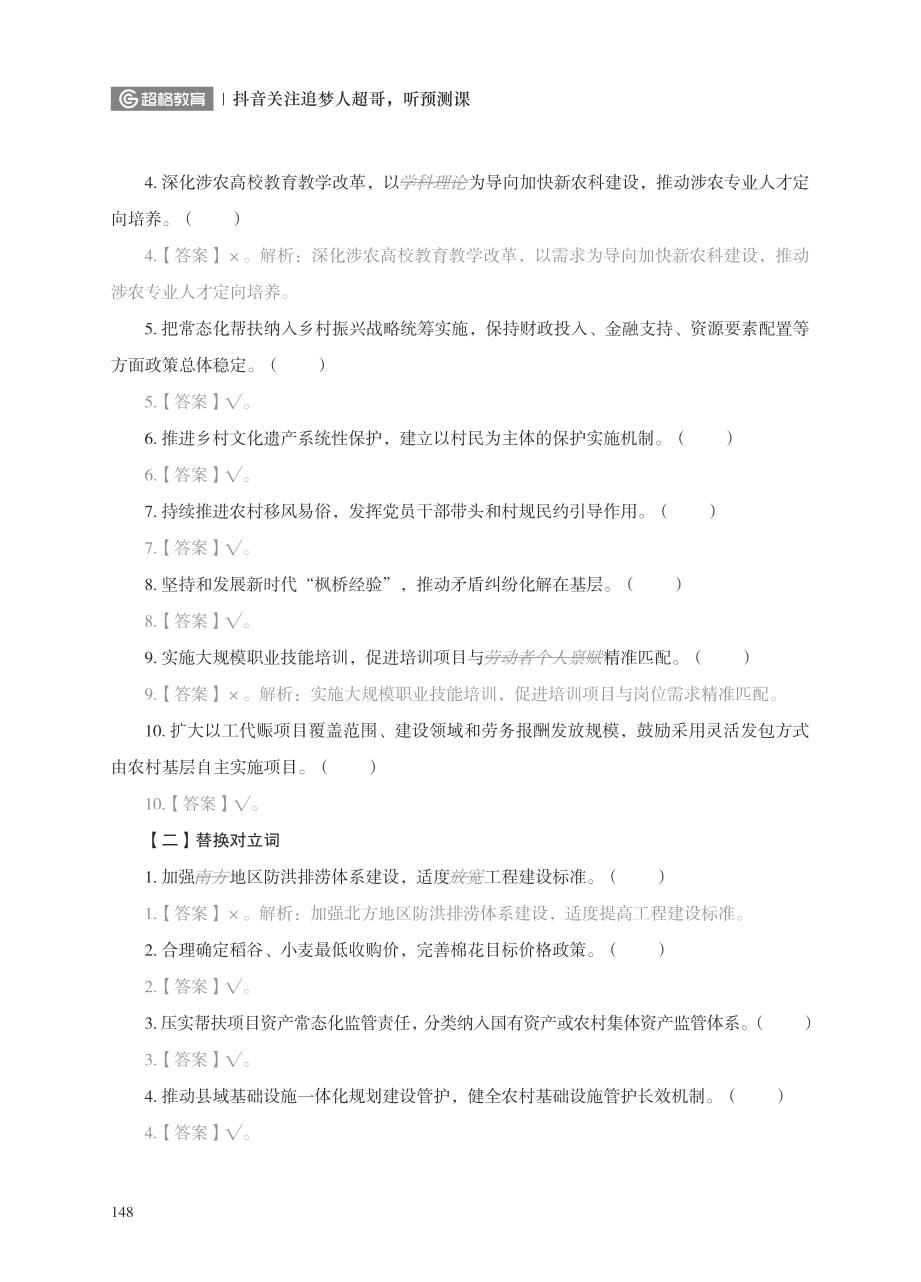 超格教育 | 抖音关注追梦人超哥，听预测课
4. 深化涉农高校教育教学改革，以学科理论为导向加快新农科建设，推动涉农专业人才定
向培养。（　　）
4.【答案】×。解析：深化涉农高校教育教学改革，以需求为导向加快新农科建设，推动
涉农专业人才定向培养。
5. 把常态化帮扶纳入乡村振兴战略统筹实施，保持财政投入、金融支持、资源要素配置等
方面政策总体稳定。（　　）
5.【答案】√。
6. 推进乡村文化遗产系统性保护，建立以村民为主体的保护实施机制。（　　）
6.【答案】√。
7. 持续推进农村移风易俗，发挥党员干部带头和村规民约引导作用。（　　）
7.【答案】√。
8. 坚持和发展新时代“枫桥经验”，推动矛盾纠纷化解在基层。（　　）
8.【答案】√。
9. 实施大规模职业技能培训，促进培训项目与劳动者个人禀赋精准匹配。（　　）
9.【答案】×。解析：实施大规模职业技能培训，促进培训项目与岗位需求精准匹配。
10. 扩大以工代赈项目覆盖范围、建设领域和劳务报酬发放规模，鼓励采用灵活发包方式
由农村基层自主实施项目。（　　）
10.【答案】√。
【二】替换对立词
1. 加强南方地区防洪排涝体系建设，适度放宽工程建设标准。（　　）
1.【答案】×。解析：加强北方地区防洪排涝体系建设，适度提高工程建设标准。
2. 合理确定稻谷、小麦最低收购价，完善棉花目标价格政策。（　　）
2.【答案】√。
3. 压实帮扶项目资产常态化监管责任，分类纳入国有资产或农村集体资产监管体系。（　　）
3.【答案】√。
4. 推动县域基础设施一体化规划建设管护，健全农村基础设施管护长效机制。（　　）
4.【答案】√。
148